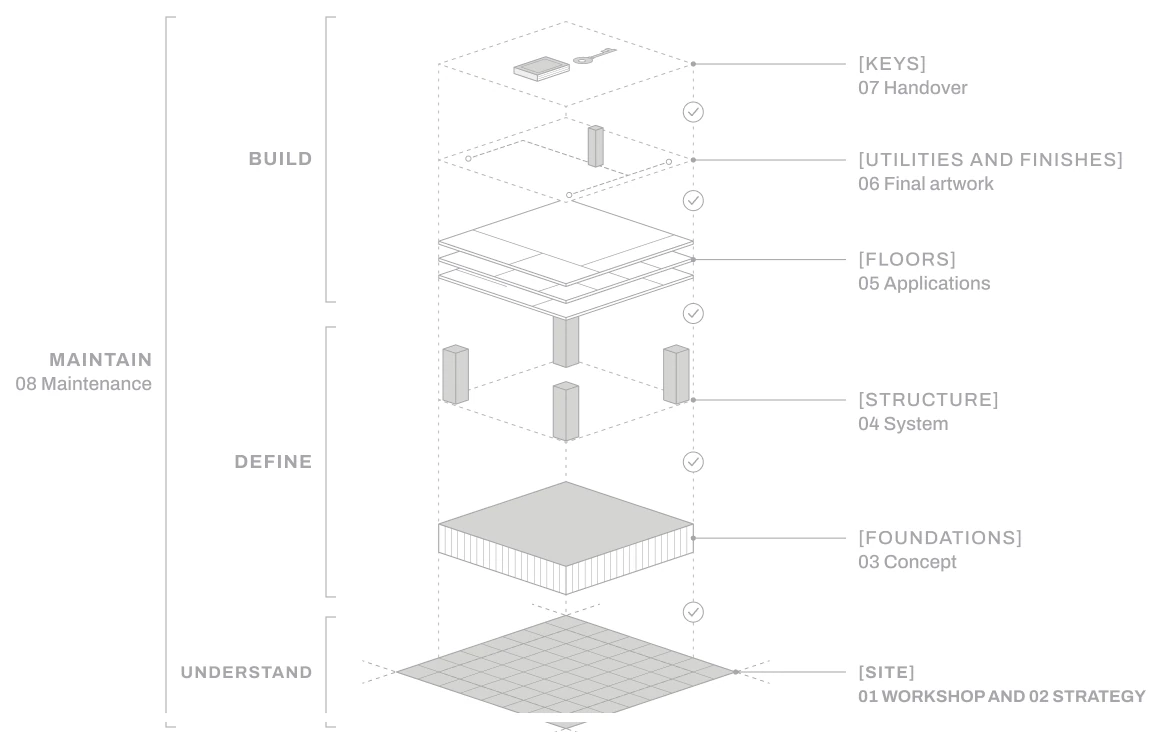 [KEYS]
07 Handover
BUILD
[UTILITIES AND FINISHES]
06 Final artwork
[FLOORS]
05 Applications
MAINTAIN
08 Maintenance
[STRUCTURE]
04 System
DEFINE
[FOUNDATIONS]
03 Concept
UNDERSTAND
[SITE]
01 WORKSHOP AND 02 STRATEGY